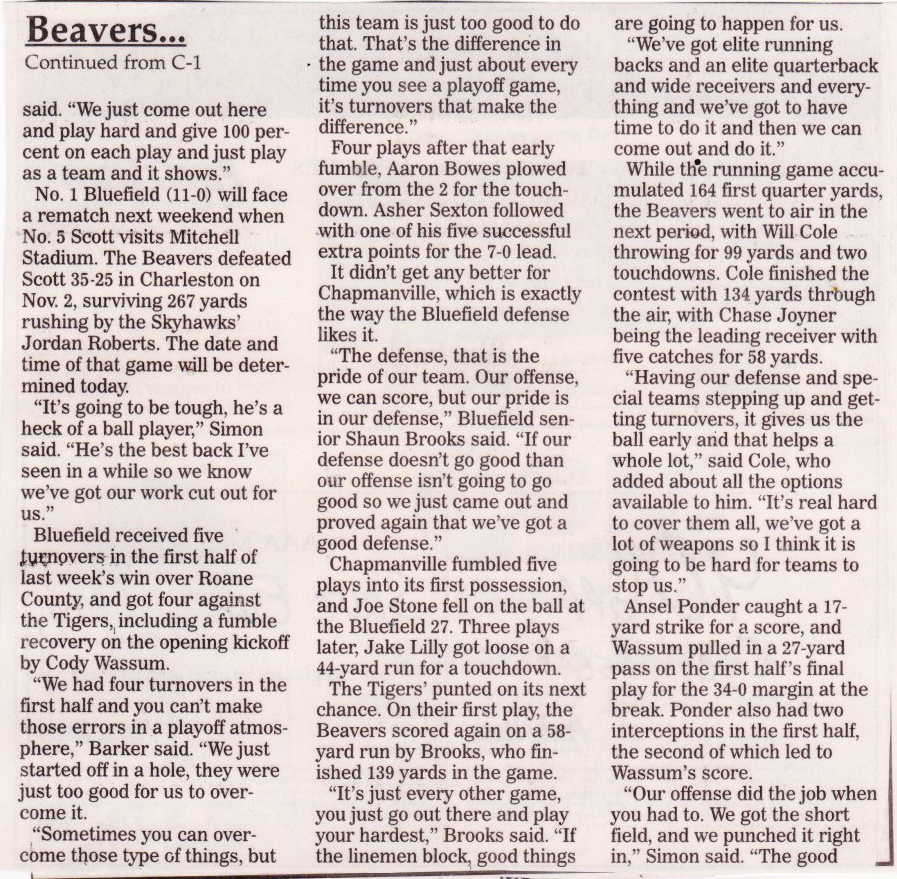 Beavers...
Continued from C-1
said. “We just come out here
and play hard and give 100 per-
cent on each play and just play
as a team and it shows.”
No. 1 Bluefield (11-0) will face
a rematch next weekend when
No. 5 Scott visits Mitchell
Stadium. The Beavers defeated
Scott 35-25 in Charleston on
Nov. 2, surviving 267 yards
rushing by the Skyhawks’
Jordan Roberts. The date and
time of that game will be deter-
mined today.
“It’s going to be tough, he’s a
heck of a ball player,” Simon
said. “He’s the best back I’ve
seen in a while so we know
we’ve got our work cut out for
us.”
Bluefield received five
turnovers in the first half of
last week’s win over Roane
County, and got four against
the Tigers, including a fumble
recovery on the opening kickoff
by Cody Wassum.
“We had four turnovers in the
first half and you can’t make
those errors in a playoff atmos-
phere,” Barker said. “We just
started off in a hole, they were
just too good for us to over-
come it.
“Sometimes you can over-
come those type of things, but
this team is just too good to do
that. That’s the difference in
the game and just about every
time you see a playoff game,
it’s turnovers that make the
difference.”
Four plays after that early
fumble, Aaron Bowes plowed
over from the 2 for the touch-
down. Asher Sexton followed
with one of his five successful
extra points for the 7-0 lead.
It didn’t get any better for
Chapmanville, which is exactly
the way the Bluefield defense
likes it.
“The defense, that is the
pride of our team. Our offense,
we can score, but our pride is
in our defense,” Bluefield sen-
ior Shaun Brooks said. “If our
defense doesn’t go good than
our offense isn’t going to go
good so we just came out and
proved again that we’ve got a
good defense.”
Chapmanville fumbled five
plays into its first possession,
and Joe Stone fell on the ball at
the Bluefield 27. Three plays
later, Jake Lilly got loose on a
44-yard run for a touchdown.
The Tigers’ punted on its next
chance. On their first play, the
Beavers scored again on a 58-
yard run by Brooks, who fin-
ished 139 yards in the game.
“It’s just every other game,
you just go out there and play
your hardest,” Brooks said. “If
the linemen block, good things
are going to happen for us.
“We’ve got elite running
backs and an elite quarterback
and wide receivers and every-
thing and we’ve got to have
time to do it and then we can
come out and do it.”
While the running game accu-
mulated 164 first quarter yards,
the Beavers went to air in the
next period, with Will Cole
throwing for 99 yards and two
touchdowns. Cole finished the
contest with 134 yards through
the air, with Chase Joyner
being the leading receiver with
five catches for 58 yards.
“Having our defense and spe-
cial teams stepping up and get-
ting turnovers, it gives us the
ball early and that helps a
whole lot,” said Cole, who
added about all the options
available to him. “It’s real hard
to cover them all, we’ve got a
lot of weapons so I think it is
going to be hard for teams to
stop us.”
Ansel Ponder caught a 17-
yard strike for a score, and
Wassum pulled in a 27-yard
pass on the first half’s final
play for the 34-0 margin at the
break. Ponder also had two
interceptions in the first half,
the second of which led to
Wassum’s score.
“Our offense did the job when
you had to. We got the short
field, and we punched it right
in,” Simon said. “The good